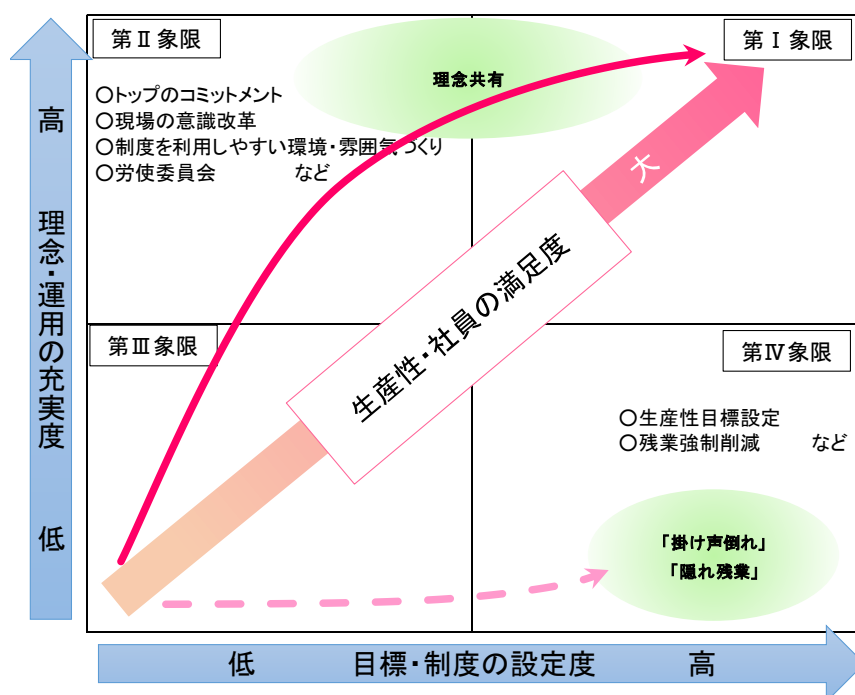 第Ⅱ象限
第Ⅰ象限
理念共有
○トップのコミットメント
○現場の意識改革
○制度を利用しやすい環境・雰囲気づくり
○労使委員会 など
大
高 理念・運用の充実度 低
生産性・社員の満足度
第Ⅲ象限
第Ⅳ象限
○生産性目標設定
○残業強制削減 など
「掛け声倒れ」
「隠れ残業」
低 目標・制度の設定度 高